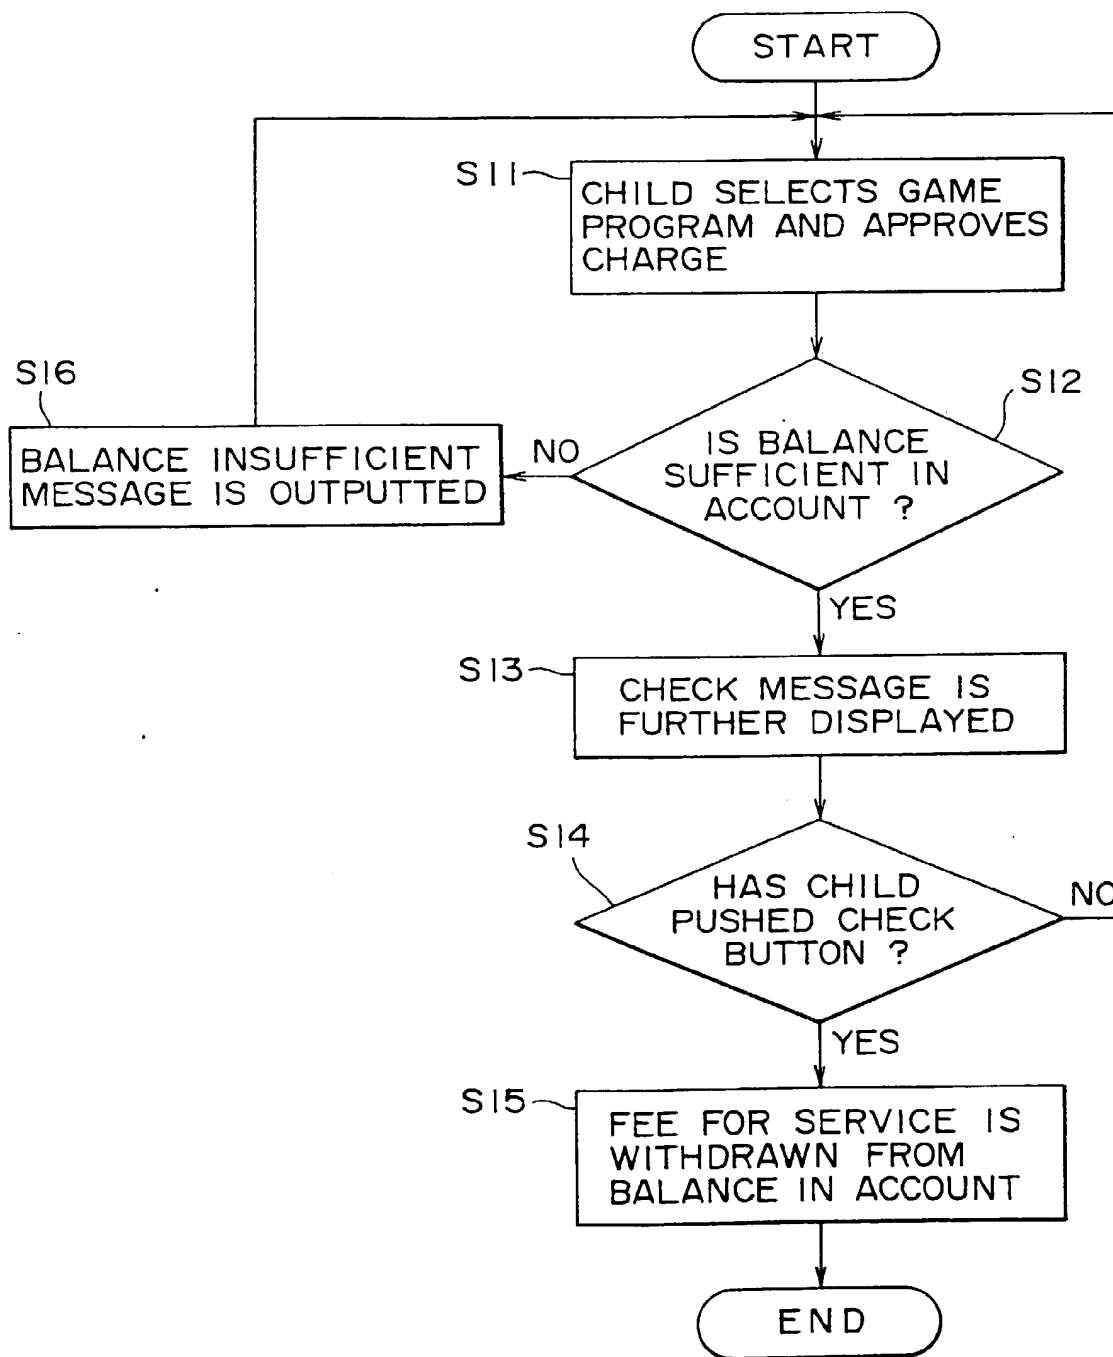 START
S11
CHILD SELECTS GAME
PROGRAM AND APPROVES
CHARGE
S12
IS BALANCE
SUFFICIENT IN
ACCOUNT ?
NO
S16
BALANCE INSUFFICIENT
MESSAGE IS OUTPUTTED
YES
S13
CHECK MESSAGE IS
FURTHER DISPLAYED
S14
HAS CHILD
PUSHED CHECK
BUTTON ?
NO
YES
S15
FEE FOR SERVICE IS
WITHDRAWN FROM
BALANCE IN ACCOUNT
END